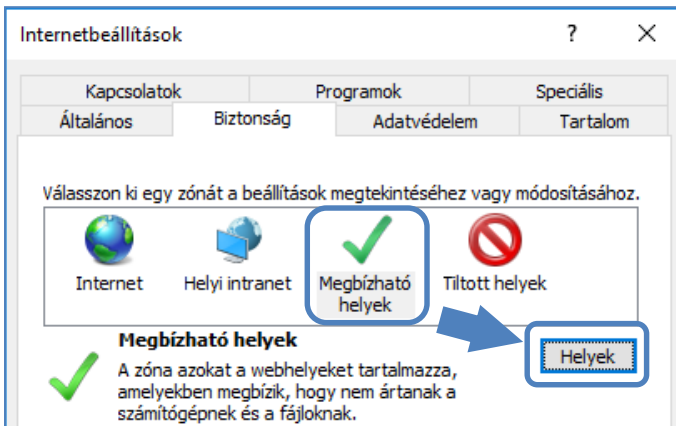 Internetbeállítások ? ×
Kapcsolatok Programok Speciális
Általános Biztonság Adatvédelem Tartalom
Válasszon ki egy zónát a beállítások megtekintéséhez vagy módosításához.
Internet Helyi intranet Megbízható helyek Tiltott helyek
Megbízható helyek
Helyek
A zóna azokat a webhelyeket tartalmazza,
amelyekben megbízik, hogy nem ártanak a
számítógépnek és a fájloknak.